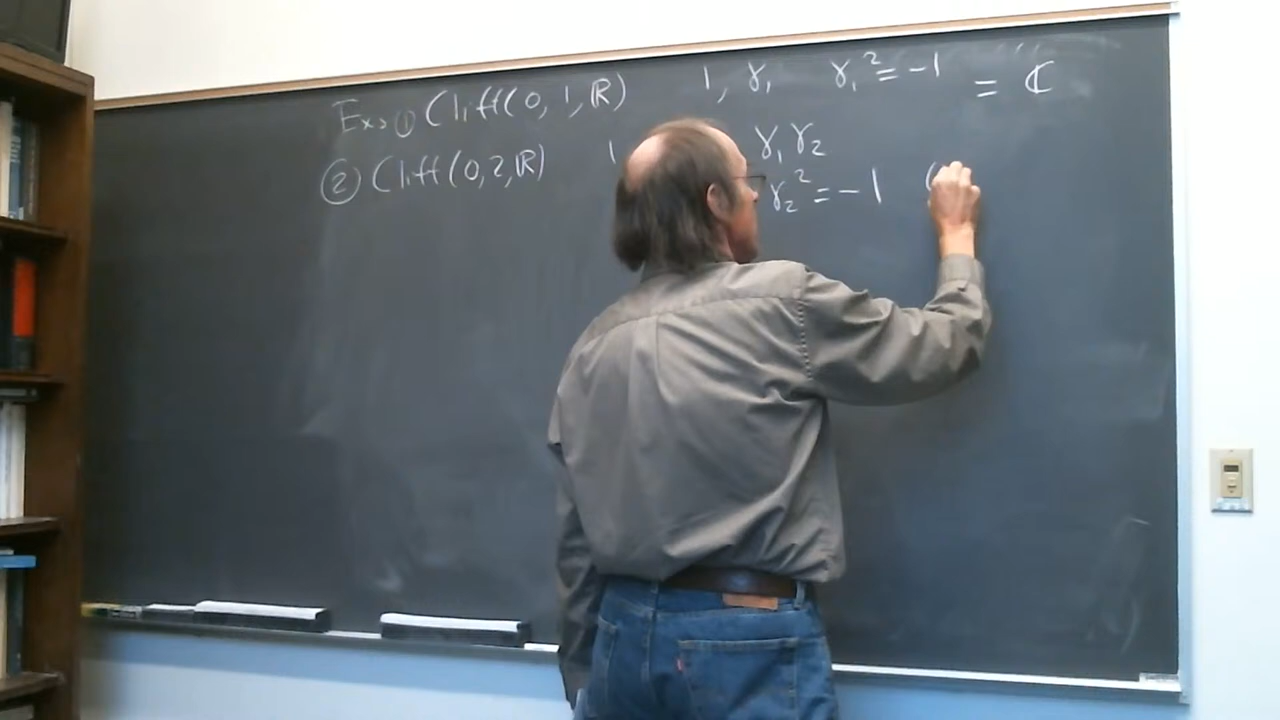 Exs ① Cliff(0, 1, ℝ) 1, γ₁ γ₁² = -1 = ℂ
② Cliff(0, 2, ℝ) 1 γ₁γ₂
γ₂² = -1 (